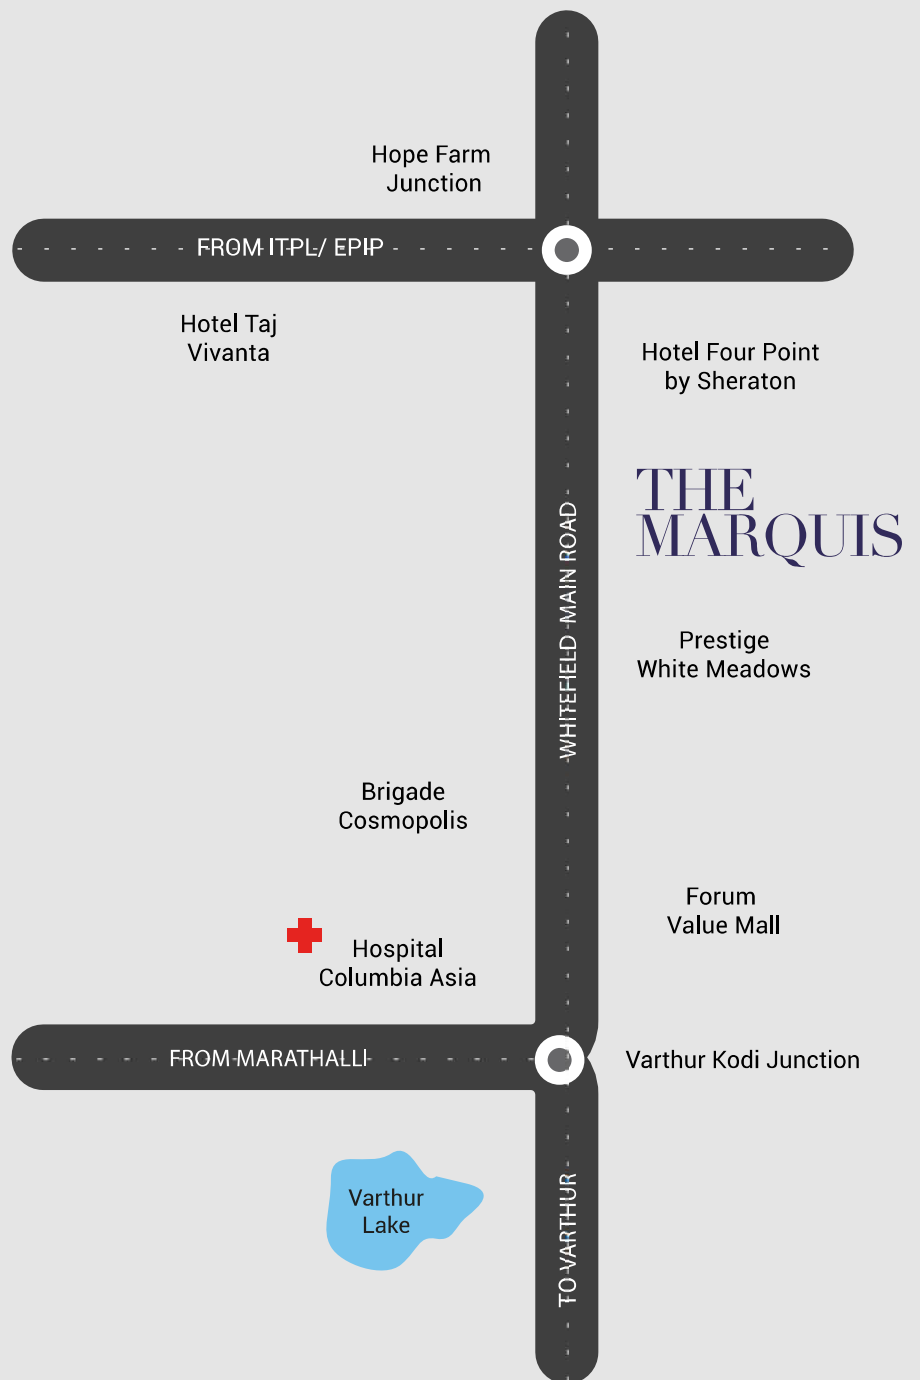 Hope Farm
Junction
FROM ITPL/ EPIP
Hotel Taj
Vivanta
Hotel Four Point
by Sheraton
THE
MARQUIS
WHITEFIELD MAIN ROAD
Prestige
White Meadows
Brigade
Cosmopolis
Forum
Value Mall
Hospital
Columbia Asia
FROM MARATHALLI
Varthur Kodi Junction
Varthur
Lake
TO VARTHUR